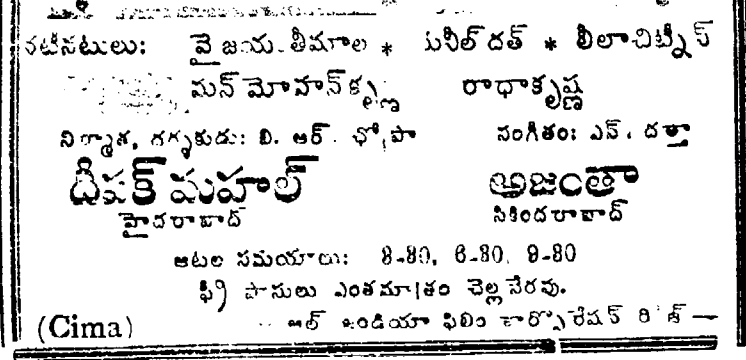 నటీనటులు: వైజయంతీమాల * సునీల్ దత్ * లీలాచిట్నీస్
మన్ మోహన్ కృష్ణ రాధాకృష్ణ
నిర్మాత, దర్శకుడు: బి. ఆర్. ఛోప్రా సంగీతం: ఎన్. దత్తా
దీపక్ మహల్ అజంతా
హైదరాబాద్ సికిందరాబాద్
ఆటల సమయాలు: 3-30, 6-30, 9-30
ఫ్రీ పాసులు ఎంతమాత్రం చెల్లనేరవు.
(Cima) ఆల్ ఇండియా ఫిలిం కార్పొరేషన్ రిలీజ్ —